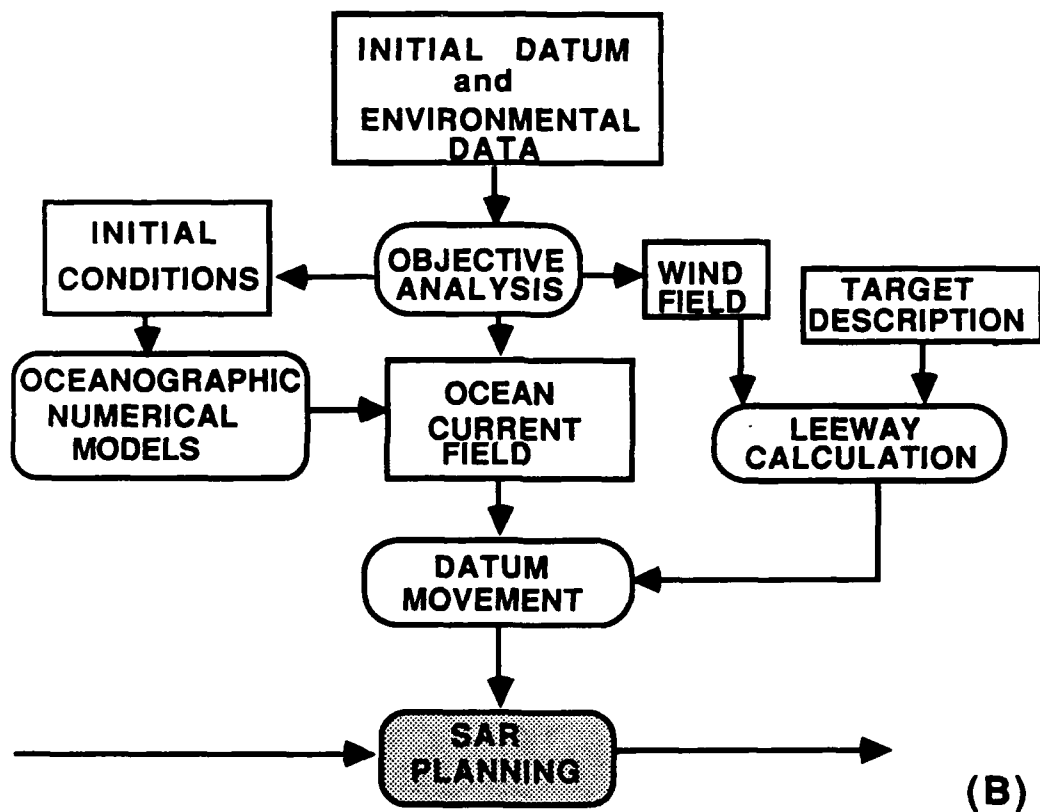 INITIAL DATUM
and
ENVIRONMENTAL
DATA
INITIAL
CONDITIONS
OBJECTIVE
ANALYSIS
WIND
FIELD
TARGET
DESCRIPTION
OCEANOGRAPHIC
NUMERICAL
MODELS
OCEAN
CURRENT
FIELD
LEEWAY
CALCULATION
DATUM
MOVEMENT
SAR
PLANNING
(B)